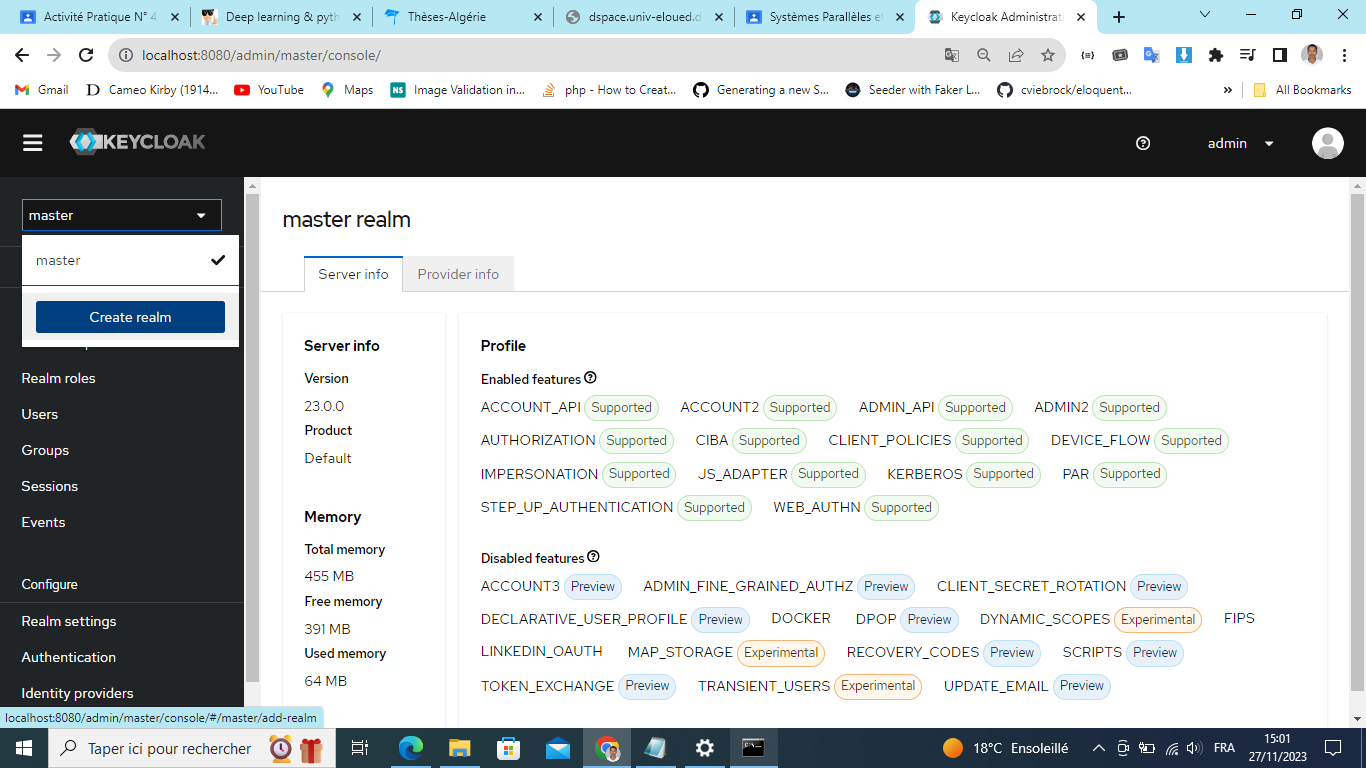 Activité Pratique N° 4
Deep learning & pyth
Thèses-Algérie
dspace.univ-eloued.d
Systèmes Parallèles et
Keycloak Administrat
localhost:8080/admin/master/console/
Gmail
Cameo Kirby (1914...
YouTube
Maps
NS
Image Validation in...
php - How to Creat...
Generating a new S...
Seeder with Faker L...
cviebrock/eloquent...
»
All Bookmarks
KEYCLOAK
admin
master
master
Create realm
Realm roles
Users
Groups
Sessions
Events
Configure
Realm settings
Authentication
Identity providers
localhost:8080/admin/master/console/#/master/add-realm
master realm
Server info
Provider info
Server info
Version
23.0.0
Product
Default
Memory
Total memory
455 MB
Free memory
391 MB
Used memory
64 MB
Profile
Enabled features
ACCOUNT_API Supported ACCOUNT2 Supported ADMIN_API Supported ADMIN2 Supported
AUTHORIZATION Supported CIBA Supported CLIENT_POLICIES Supported DEVICE_FLOW Supported
IMPERSONATION Supported JS_ADAPTER Supported KERBEROS Supported PAR Supported
STEP_UP_AUTHENTICATION Supported WEB_AUTHN Supported
Disabled features
ACCOUNT3 Preview ADMIN_FINE_GRAINED_AUTHZ Preview CLIENT_SECRET_ROTATION Preview
DECLARATIVE_USER_PROFILE Preview DOCKER DPOP Preview DYNAMIC_SCOPES Experimental FIPS
LINKEDIN_OAUTH MAP_STORAGE Experimental RECOVERY_CODES Preview SCRIPTS Preview
TOKEN_EXCHANGE Preview TRANSIENT_USERS Experimental UPDATE_EMAIL Preview
Taper ici pour rechercher
18°C Ensoleillé
FRA
15:01
27/11/2023